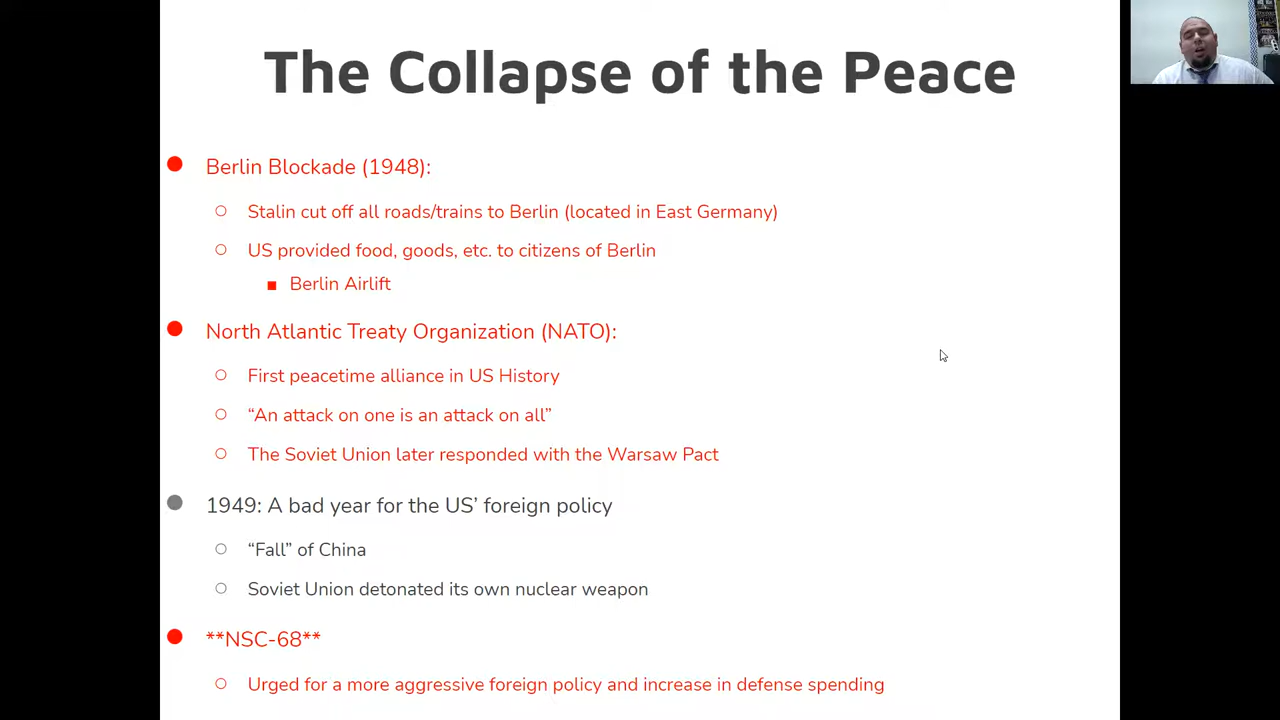 The Collapse of the Peace
Berlin Blockade (1948):
Stalin cut off all roads/trains to Berlin (located in East Germany)
US provided food, goods, etc. to citizens of Berlin
Berlin Airlift
North Atlantic Treaty Organization (NATO):
First peacetime alliance in US History
“An attack on one is an attack on all”
The Soviet Union later responded with the Warsaw Pact
1949: A bad year for the US’ foreign policy
“Fall” of China
Soviet Union detonated its own nuclear weapon
**NSC-68**
Urged for a more aggressive foreign policy and increase in defense spending